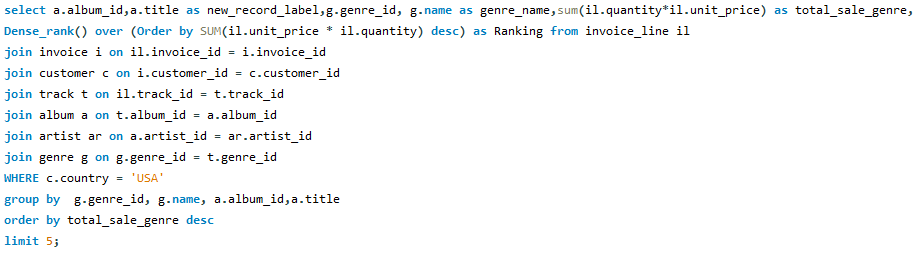 select a.album_id,a.title as new_record_label,g.genre_id, g.name as genre_name,sum(il.quantity*il.unit_price) as total_sale_genre,
Dense_rank() over (Order by SUM(il.unit_price * il.quantity) desc) as Ranking from invoice_line il
join invoice i on il.invoice_id = i.invoice_id
join customer c on i.customer_id = c.customer_id
join track t on il.track_id = t.track_id
join album a on t.album_id = a.album_id
join artist ar on a.artist_id = ar.artist_id
join genre g on g.genre_id = t.genre_id
WHERE c.country = 'USA'
group by  g.genre_id, g.name, a.album_id,a.title
order by total_sale_genre desc
limit 5;